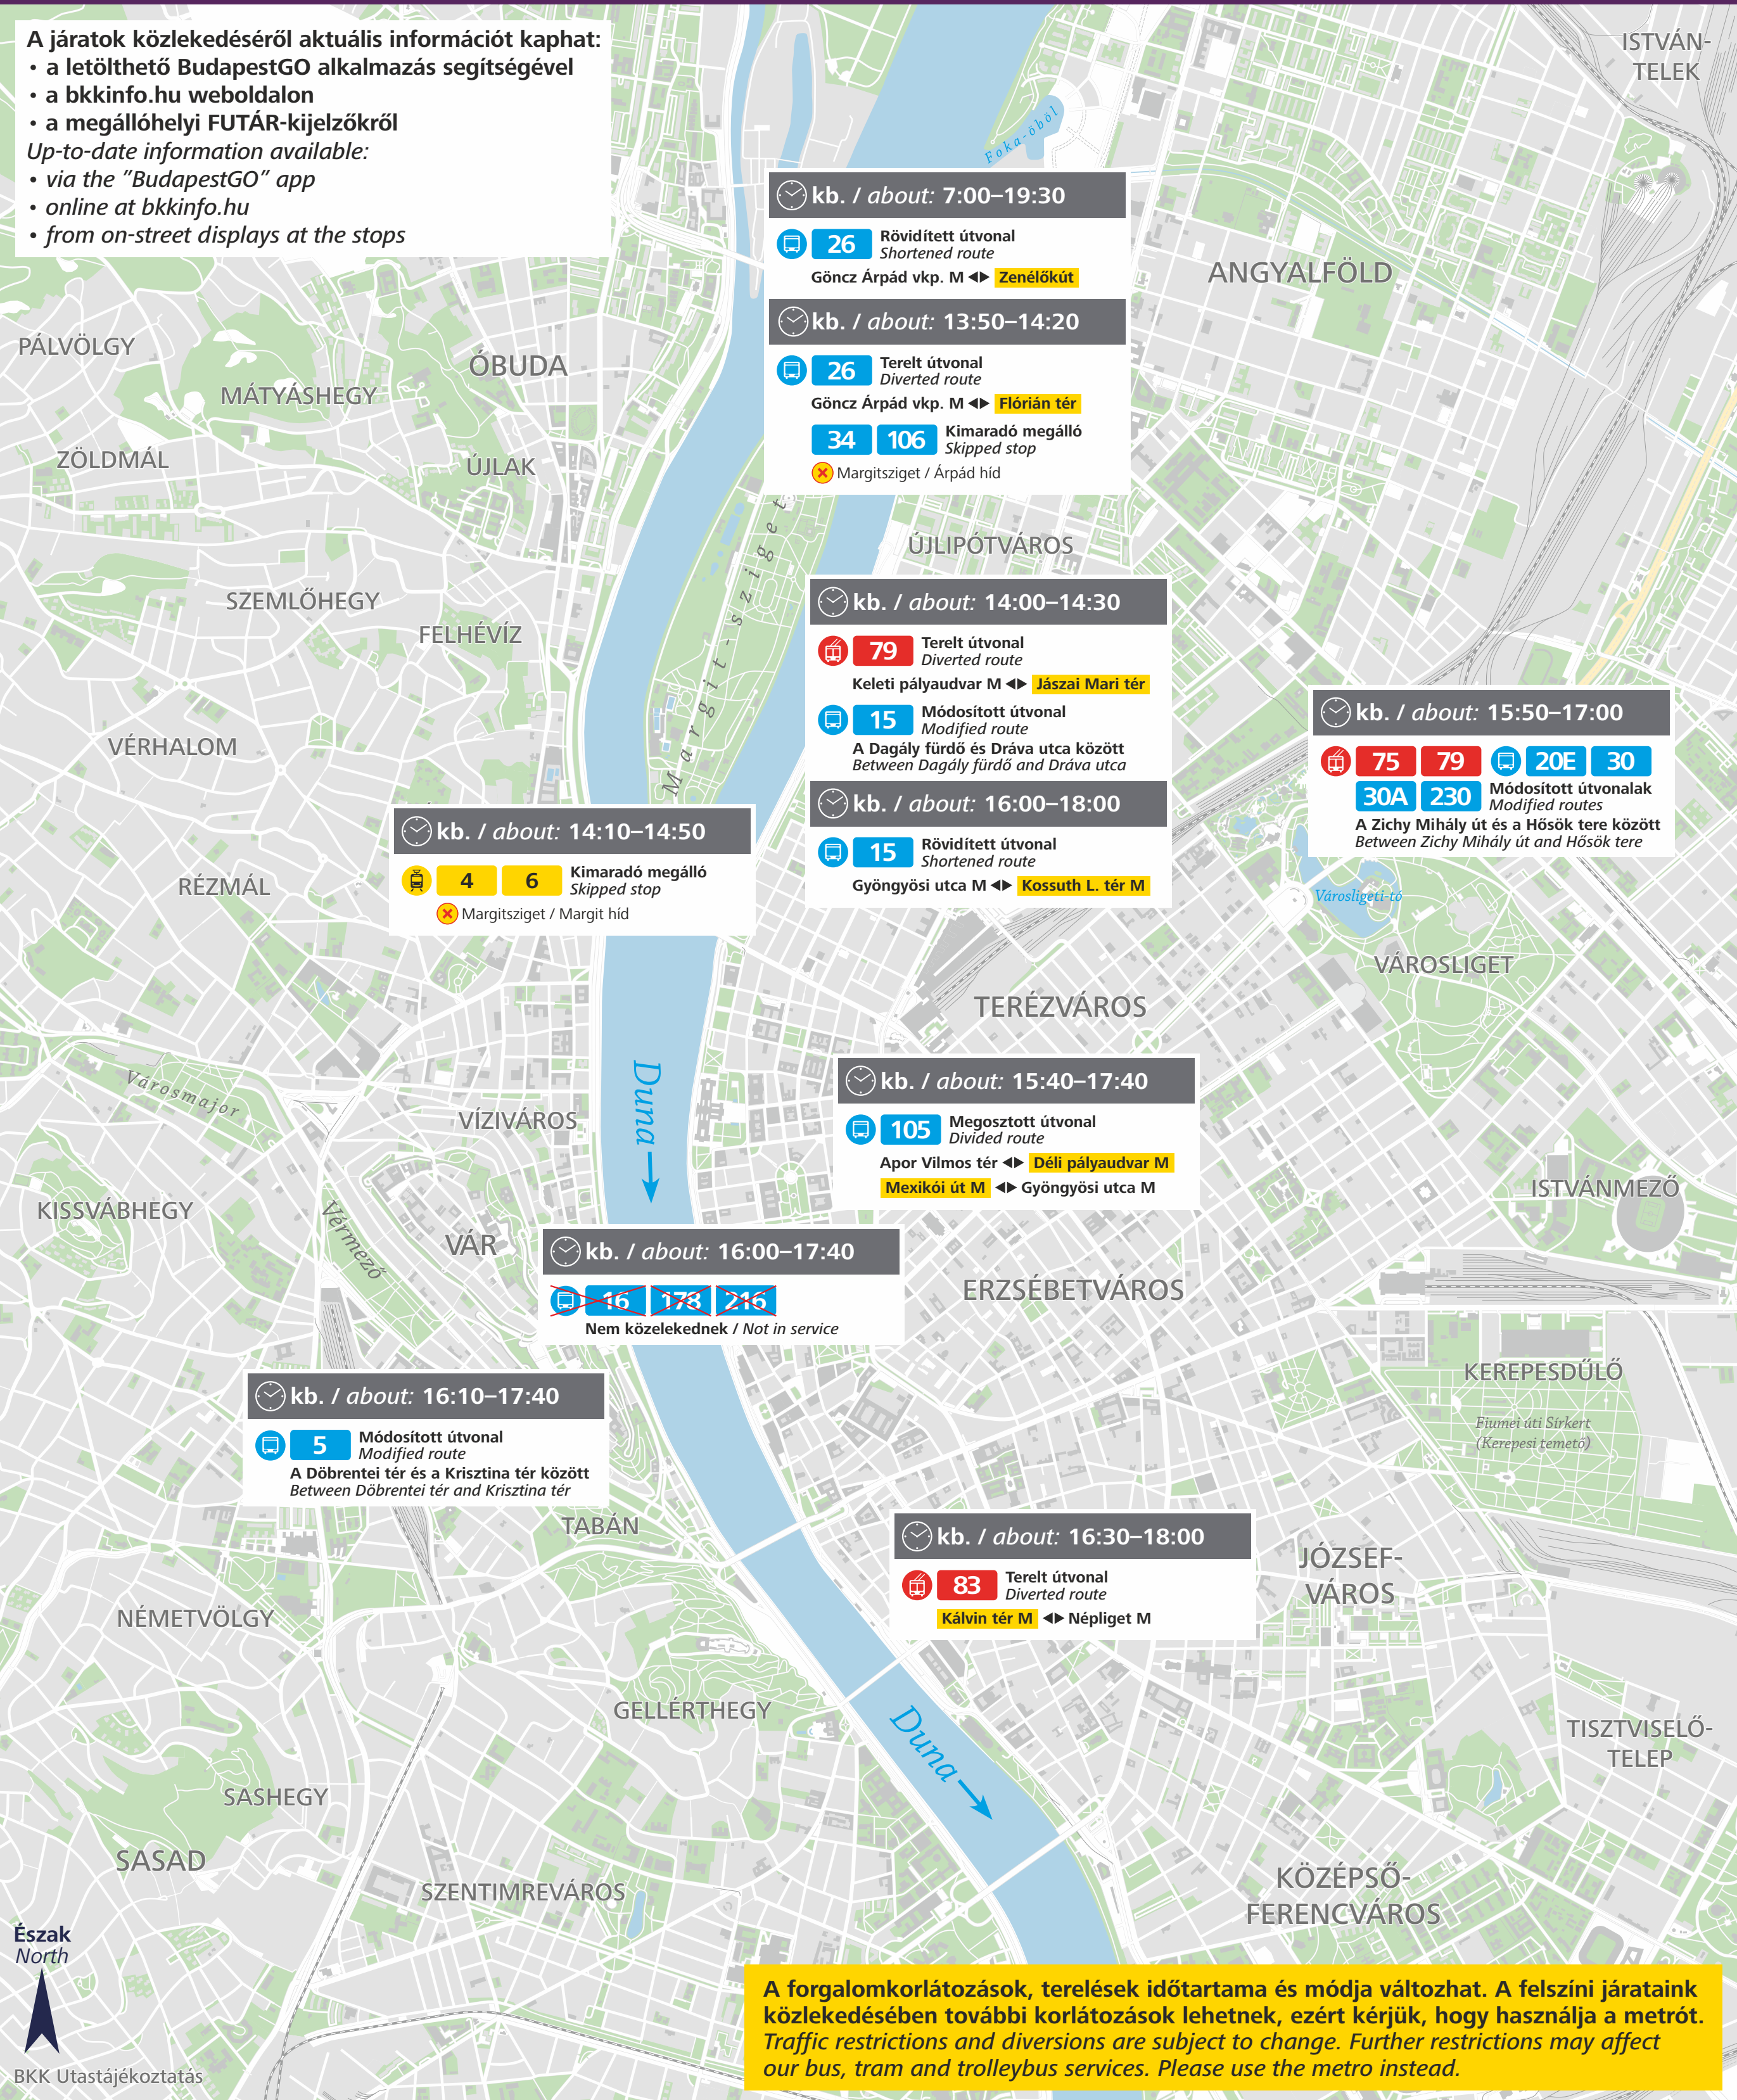 A járatok közlekedéséről aktuális információt kaphat:
• a letölthető BudapestGO alkalmazás segítségével
• a bkkinfo.hu weboldalon
• a megállóhelyi FUTÁR-kijelzőkről
Up-to-date information available:
• via the ”BudapestGO” app
• online at bkkinfo.hu
• from on-street displays at the stops
ISTVÁN-
TELEK
Foka-öböl
kb. / about: 7:00–19:30
26 Rövidített útvonal
Shortened route
Göncz Árpád vkp. M ◄► Zenélőkút
kb. / about: 13:50–14:20
26 Terelt útvonal
Diverted route
Göncz Árpád vkp. M ◄► Flórián tér
34 106 Kimaradó megálló
Skipped stop
Margitsziget / Árpád híd
ANGYALFÖLD
PÁLVÖLGY
ÓBUDA
MÁTYÁSHEGY
ZÖLDMÁL
ÚJLAK
ÚJLIPÓTVÁROS
SZEMLŐHEGY
FELHÉVÍZ
Margit-sziget
kb. / about: 14:00–14:30
79 Terelt útvonal
Diverted route
Keleti pályaudvar M ◄► Jászai Mari tér
15 Módosított útvonal
Modified route
A Dagály fürdő és Dráva utca között
Between Dagály fürdő and Dráva utca
kb. / about: 16:00–18:00
15 Rövidített útvonal
Shortened route
Gyöngyösi utca M ◄► Kossuth L. tér M
kb. / about: 15:50–17:00
75 79 20E 30
30A 230 Módosított útvonalak
Modified routes
A Zichy Mihály út és a Hősök tere között
Between Zichy Mihály út and Hősök tere
VÉRHALOM
kb. / about: 14:10–14:50
4 6 Kimaradó megálló
Skipped stop
Margitsziget / Margit híd
RÉZMÁL
Városligeti-tó
VÁROSLIGET
TERÉZVÁROS
Duna
Városmajor
VÍZIVÁROS
kb. / about: 15:40–17:40
105 Megosztott útvonal
Divided route
Apor Vilmos tér ◄► Déli pályaudvar M
Mexikói út M ◄► Gyöngyösi utca M
ISTVÁNMEZŐ
KISSVÁBHEGY
Vérmező
VÁR
kb. / about: 16:00–17:40
16 178 216
Nem közelekednek / Not in service
ERZSÉBETVÁROS
KEREPESDŰLŐ
Fiumei úti Sírkert
(Kerepesi temető)
kb. / about: 16:10–17:40
5 Módosított útvonal
Modified route
A Döbrentei tér és a Krisztina tér között
Between Döbrentei tér and Krisztina tér
TABÁN
kb. / about: 16:30–18:00
83 Terelt útvonal
Diverted route
Kálvin tér M ◄► Népliget M
JÓZSEF-
VÁROS
NÉMETVÖLGY
GELLÉRTHEGY
Duna
TISZTVISELŐ-
TELEP
SASHEGY
SASAD
SZENTIMREVÁROS
KÖZÉPSŐ-
FERENCVÁROS
Észak
North
BKK Utastájékoztatás
A forgalomkorlátozások, terelések időtartama és módja változhat. A felszíni járataink
közlekedésében további korlátozások lehetnek, ezért kérjük, hogy használja a metrót.
Traffic restrictions and diversions are subject to change. Further restrictions may affect
our bus, tram and trolleybus services. Please use the metro instead.